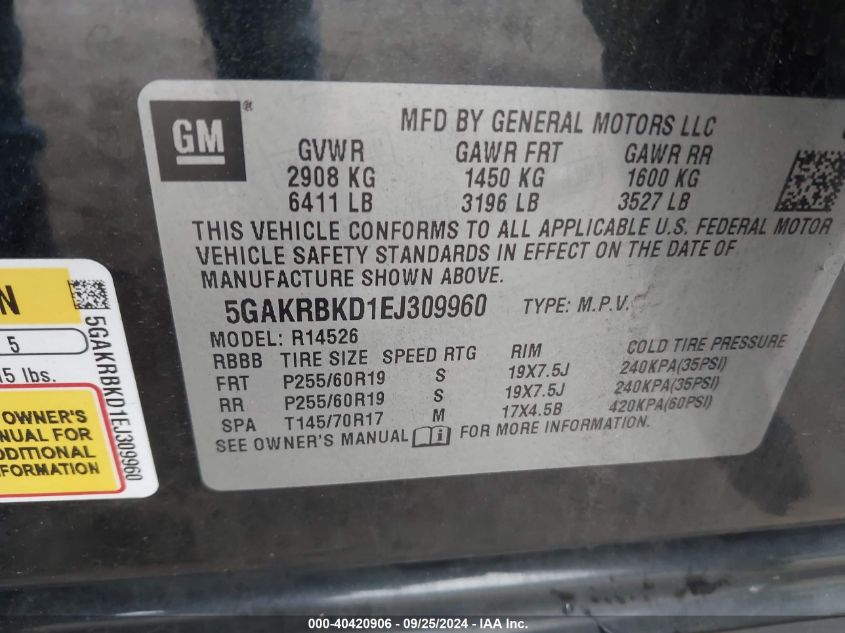 GM®
MFD BY GENERAL MOTORS LLC
GVWR GAWR FRT GAWR RR
2908 KG 1450 KG 1600 KG
6411 LB 3196 LB 3527 LB
THIS VEHICLE CONFORMS TO ALL APPLICABLE U.S. FEDERAL MOTOR
VEHICLE SAFETY STANDARDS IN EFFECT ON THE DATE OF
MANUFACTURE SHOWN ABOVE.
5GAKRBKD1EJ309960 TYPE: M.P.V.
MODEL: R14526
RBBB TIRE SIZE SPEED RTG RIM COLD TIRE PRESSURE
FRT P255/60R19 S 19X7.5J 240KPA(35PSI)
RR P255/60R19 S 19X7.5J 240KPA(35PSI)
SPA T145/70R17 M 17X4.5B 420KPA(60PSI)
SEE OWNER'S MANUAL FOR MORE INFORMATION.
N
5
5 lbs.
OWNER'S
FOR
5GAKRBKD1EJ309960
000-40420906 - 09/25/2024 - IAA Inc.